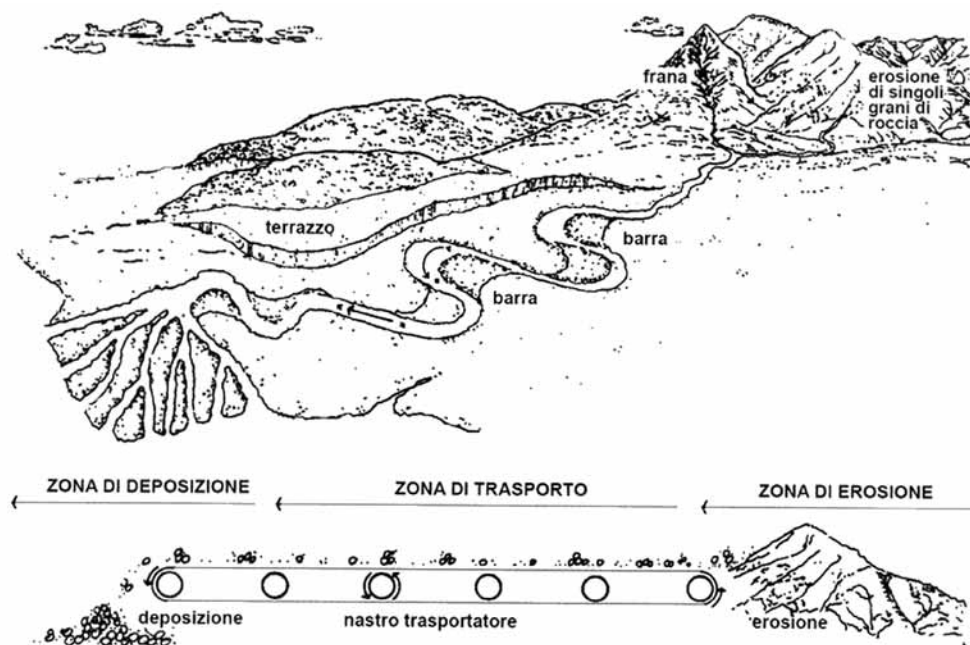 frana
erosione
di singoli
grani di
roccia
terrazzo
barra
barra
ZONA DI DEPOSIZIONE
ZONA DI TRASPORTO
ZONA DI EROSIONE
deposizione
nastro trasportatore
erosione